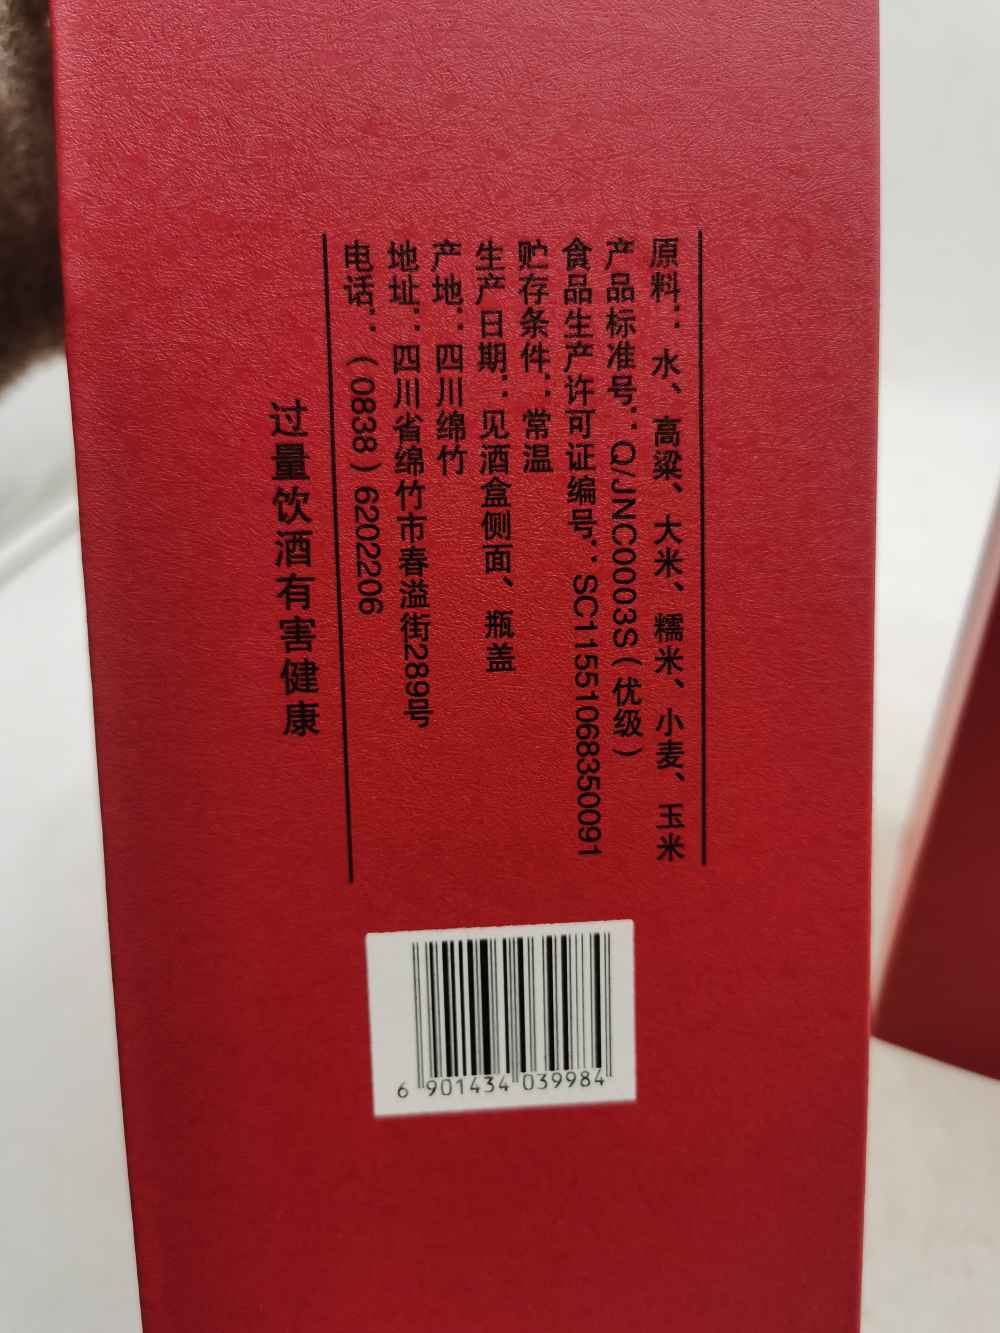 原料：水、高粱、大米、糯米、小麦、玉米
产品标准号：Q/JNC0003S(优级)
食品生产许可证编号：SC11551068350091
贮存条件：常温
生产日期：见酒盒侧面、瓶盖
产地：四川绵竹
地址：四川省绵竹市春溢街289号
电话：(0838)6202206
过量饮酒有害健康
6 901434 039984